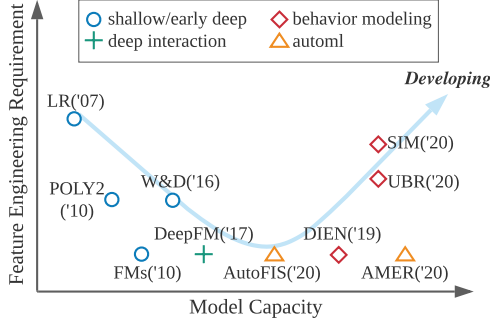 shallow/early deep
behavior modeling
deep interaction
automl
Developing
LR('07)
SIM('20)
UBR('20)
W&D('16)
POLY2
('10)
DeepFM('17)
DIEN('19)
FMs('10)
AutoFIS('20)
AMER('20)
Feature Engineering Requirement
Model Capacity